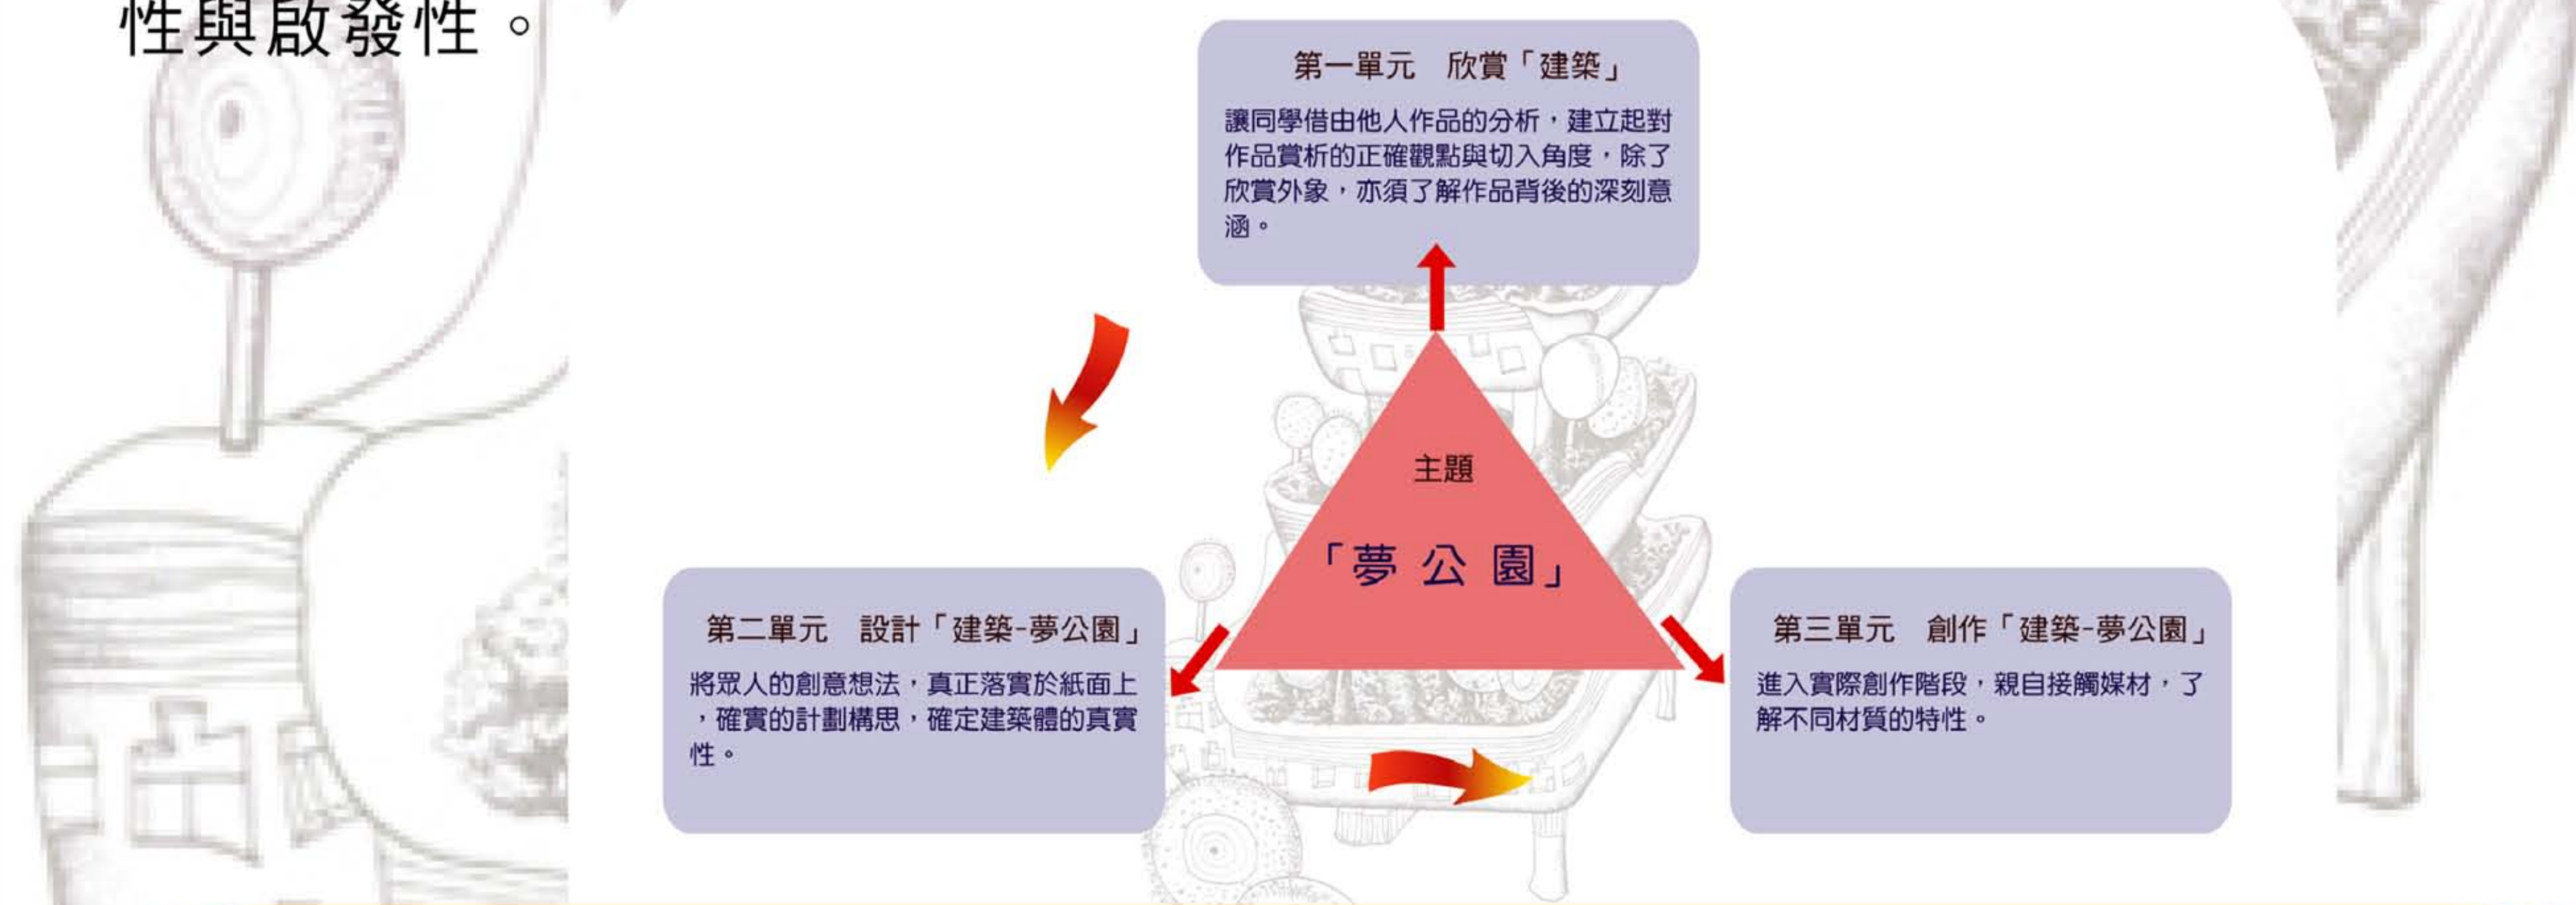 性與啟發性。
第一單元　欣賞「建築」
讓同學借由他人作品的分析，建立起對
作品賞析的正確觀點與切入角度，除了
欣賞外象，亦須了解作品背後的深刻意
涵。
主題
「夢 公 園」
第二單元　設計「建築-夢公園」
將眾人的創意想法，真正落實於紙面上
，確實的計劃構思，確定建築體的真實
性。
第三單元　創作「建築-夢公園」
進入實際創作階段，親自接觸媒材，了
解不同材質的特性。